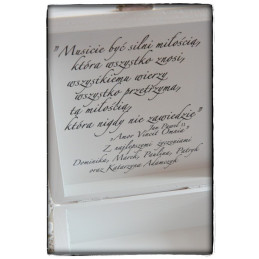 "Musicie być silni miłością,
która wszystko znosi,
wszystkiemu wierzy
wszystko przetrzyma,
tą miłością,
która nigdy nie zawiedzie"
Jan Paweł II
"Amor Vincit Omnia"
Z najlepszymi życzeniami
Dominika, Marek, Paulina, Patryk
oraz Katarzyna Adamczyk